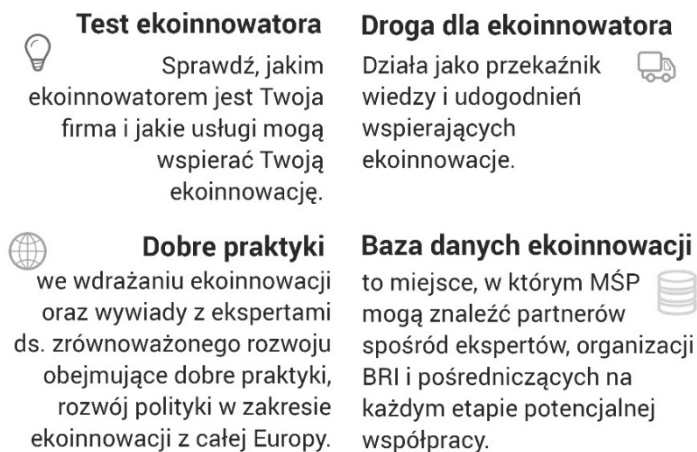 Test ekoinnowatora
Sprawdź, jakim
ekoinnowatorem jest Twoja
firma i jakie usługi mogą
wspierać Twoją
ekoinnowację.
Droga dla ekoinnowatora
Działa jako przekaźnik
wiedzy i udogodnień
wspierających
ekoinnowacje.
Dobre praktyki
we wdrażaniu ekoinnowacji
oraz wywiady z ekspertami
ds. zrównoważonego rozwoju
obejmujące dobre praktyki,
rozwój polityki w zakresie
ekoinnowacji z całej Europy.
Baza danych ekoinnowacji
to miejsce, w którym MŚP
mogą znaleźć partnerów
spośród ekspertów, organizacji
BRI i pośredniczących na
każdym etapie potencjalnej
współpracy.